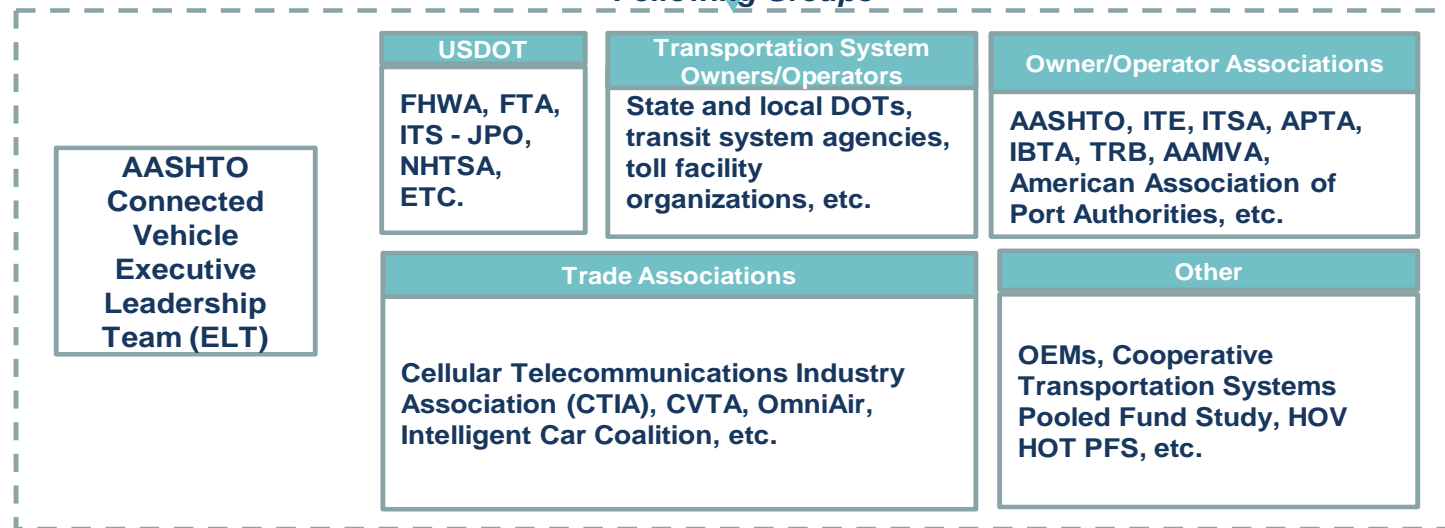 Following Groups
AASHTO
Connected
Vehicle
Executive
Leadership
Team (ELT)
USDOT
FHWA, FTA,
ITS - JPO,
NHTSA,
ETC.
Transportation System
Owners/Operators
State and local DOTs,
transit system agencies,
toll facility
organizations, etc.
Owner/Operator Associations
AASHTO, ITE, ITSA, APTA,
IBTA, TRB, AAMVA,
American Association of
Port Authorities, etc.
Trade Associations
Cellular Telecommunications Industry
Association (CTIA), CVTA, OmniAir,
Intelligent Car Coalition, etc.
Other
OEMs, Cooperative
Transportation Systems
Pooled Fund Study, HOV
HOT PFS, etc.